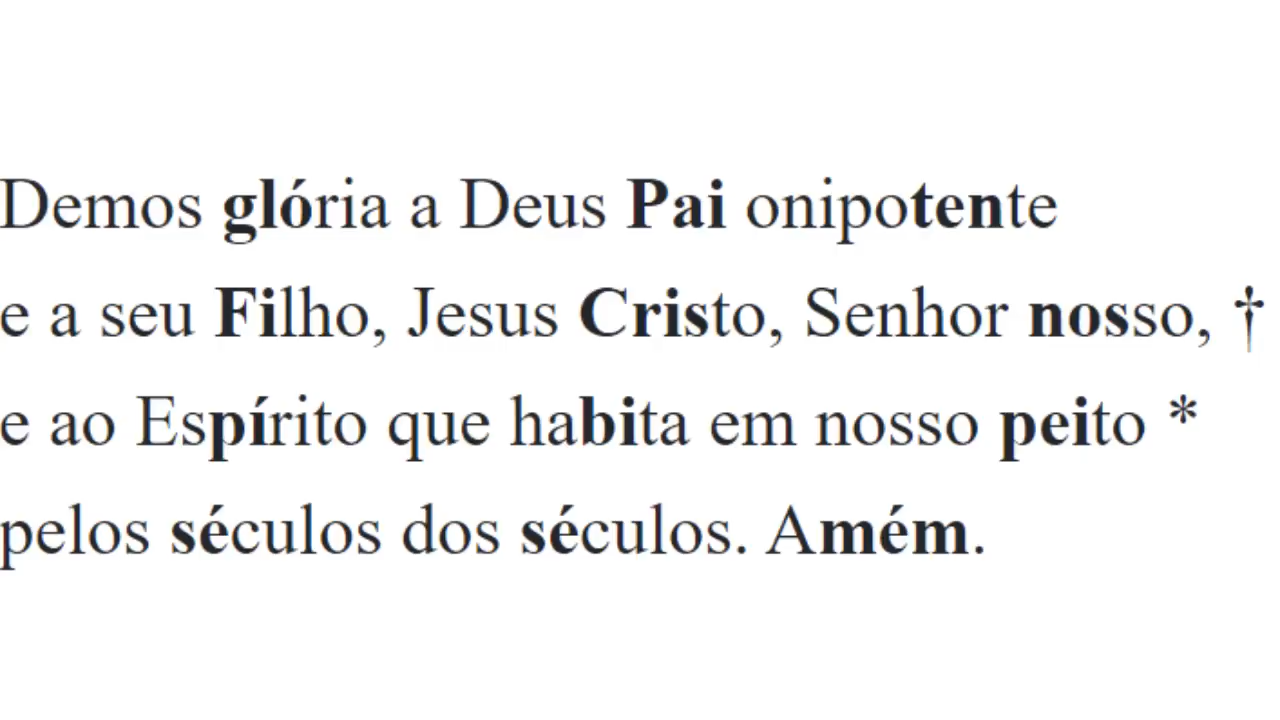 Demos glória a Deus Pai onipotente
e a seu Filho, Jesus Cristo, Senhor nosso, †
e ao Espírito que habita em nosso peito *
pelos séculos dos séculos. Amém.